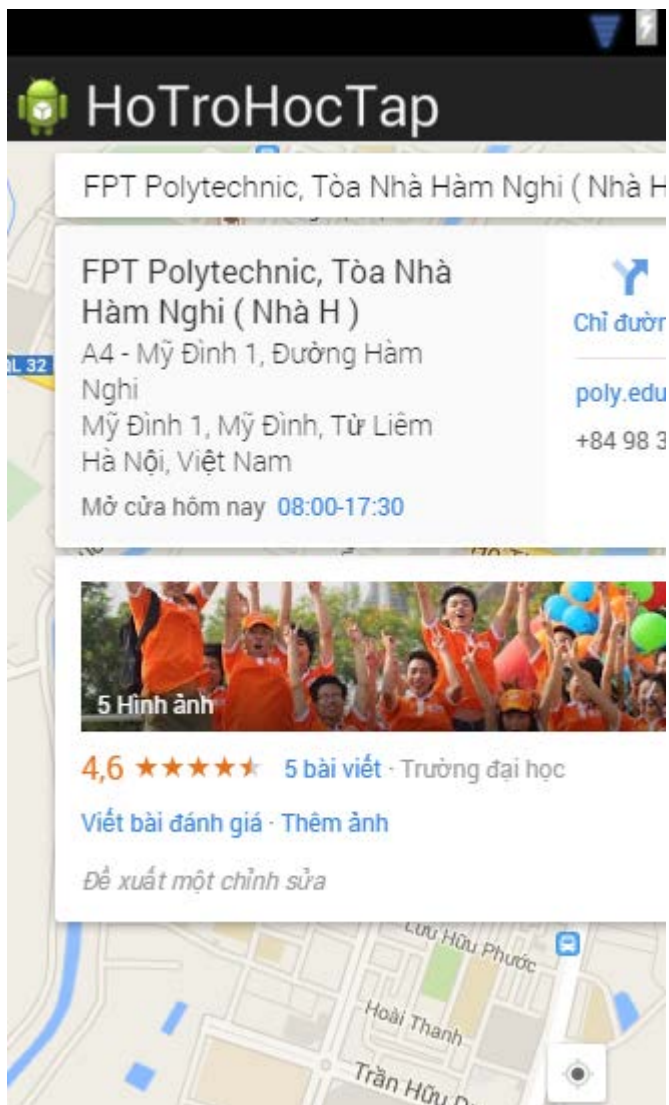 HoTroHocTap
FPT Polytechnic, Tòa Nhà Hàm Nghi ( Nhà H
FPT Polytechnic, Tòa Nhà
Hàm Nghi ( Nhà H )
A4 - Mỹ Đình 1, Đường Hàm
Nghi
Mỹ Đình 1, Mỹ Đình, Từ Liêm
Hà Nội, Việt Nam
Mở cửa hôm nay 08:00-17:30
Chỉ đườn
poly.edu
+84 98 3
QL 32
5 Hình ảnh
4,6 5 bài viết · Trường đại học
Viết bài đánh giá · Thêm ảnh
Đề xuất một chỉnh sửa
Lưu Hữu Phước
Hoài Thanh
Trần Hữu